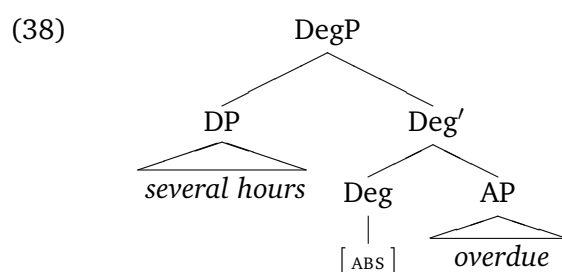 (38) DegP
DP Deg′
several hours Deg AP
[ABS] overdue